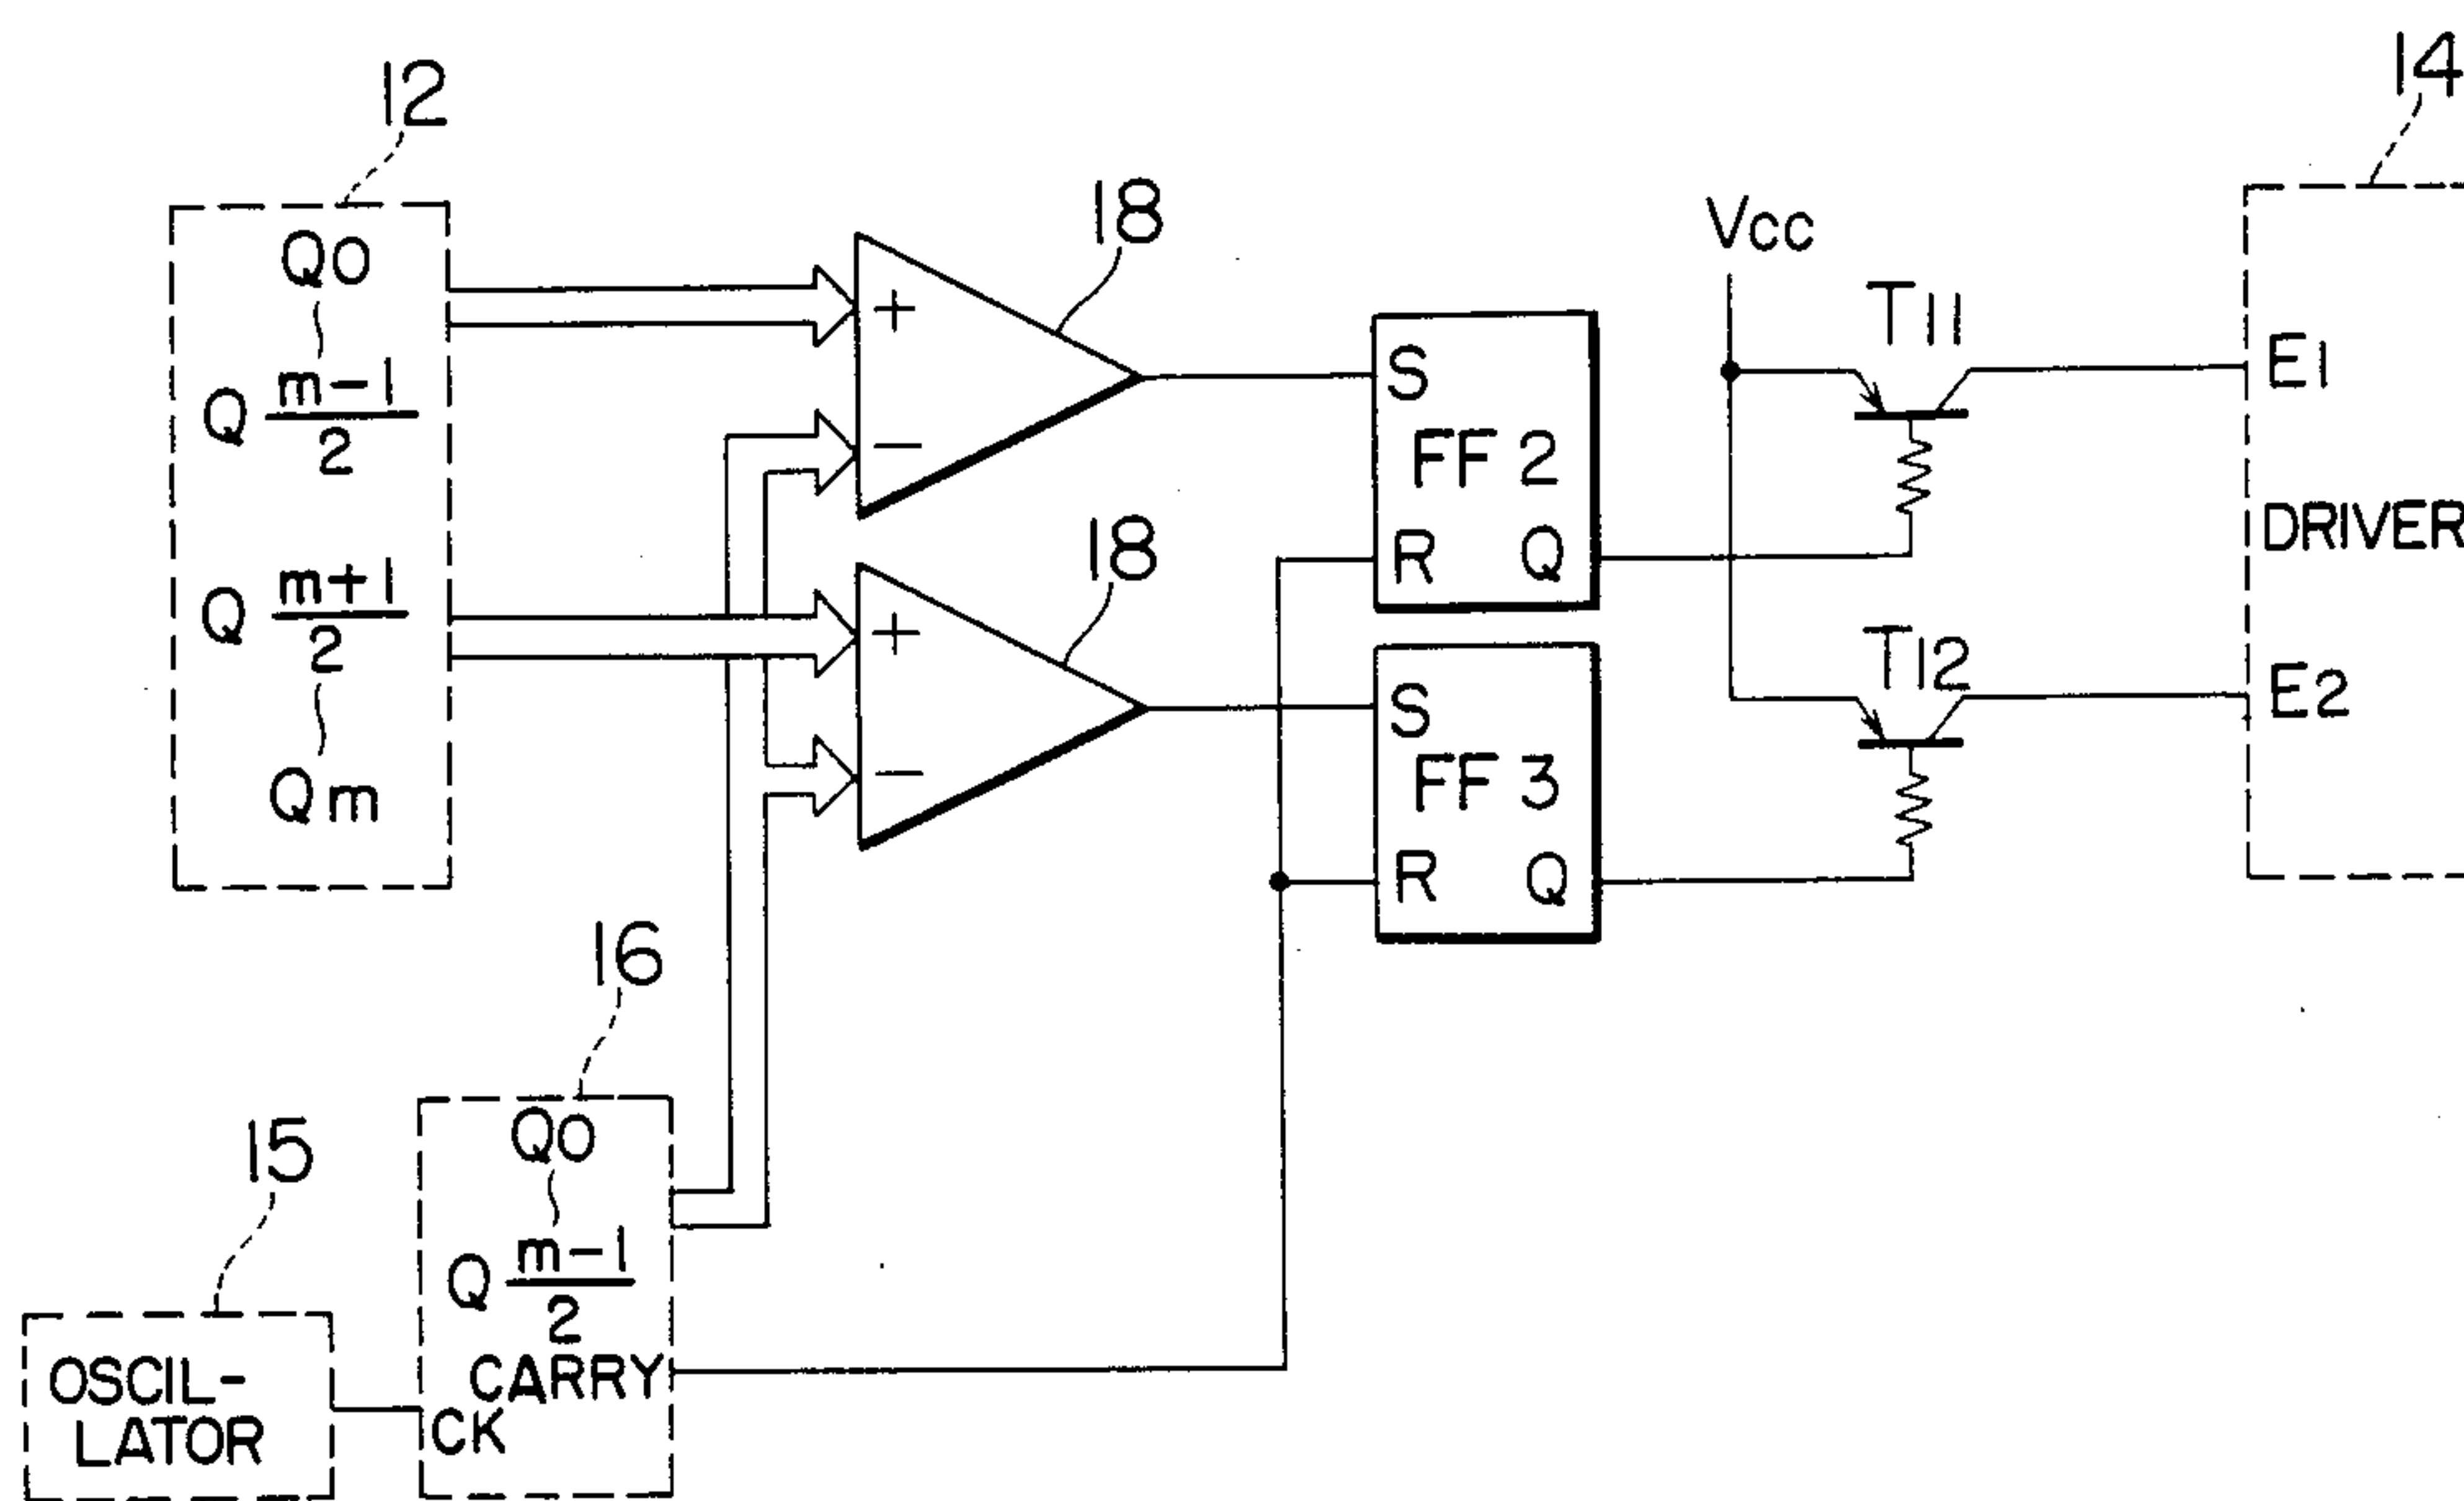 12
Q0
Q m-1/2
Q m+1/2
Qm
18
+
−
18
+
−
S
FF 2
R Q
S
FF 3
R Q
Vcc
T11
T12
14
E1
DRIVER
E2
16
Q0
Q m-1/2
CARRY
CK
15
OSCIL-
LATOR